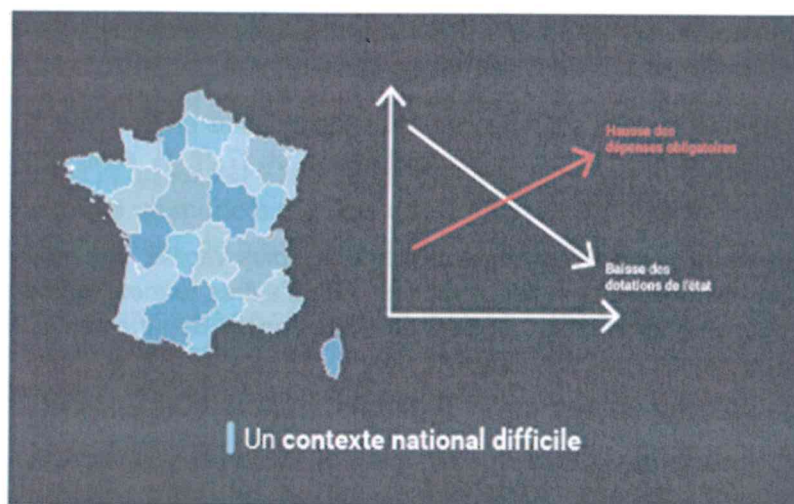 Hausse des
dépenses obligatoires
Baisse des
dotations de l'état
Un contexte national difficile